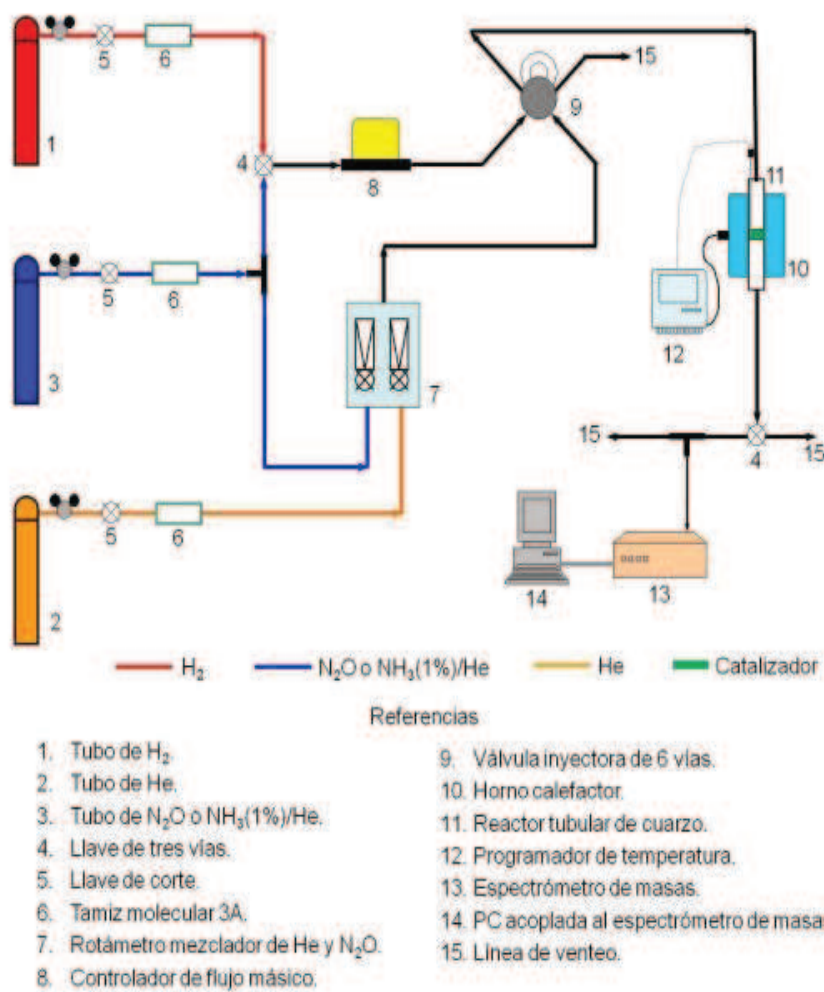 5
6
1
15
9
4
8
11
5
6
3
10
12
7
15
4
15
5
6
2
14
13
H₂
N₂O o NH₃(1%)/He
He
Catalizador
Referencias
1. Tubo de H₂.
2. Tubo de He.
3. Tubo de N₂O o NH₃(1%)/He.
4. Llave de tres vías.
5. Llave de corte.
6. Tamiz molecular 3A.
7. Rotámetro mezclador de He y N₂O.
8. Controlador de flujo másico.
9. Válvula inyectora de 6 vías.
10. Horno calefactor.
11. Reactor tubular de cuarzo.
12. Programador de temperatura.
13. Espectrómetro de masas.
14. PC acoplada al espectrómetro de masa
15. Línea de venteo.